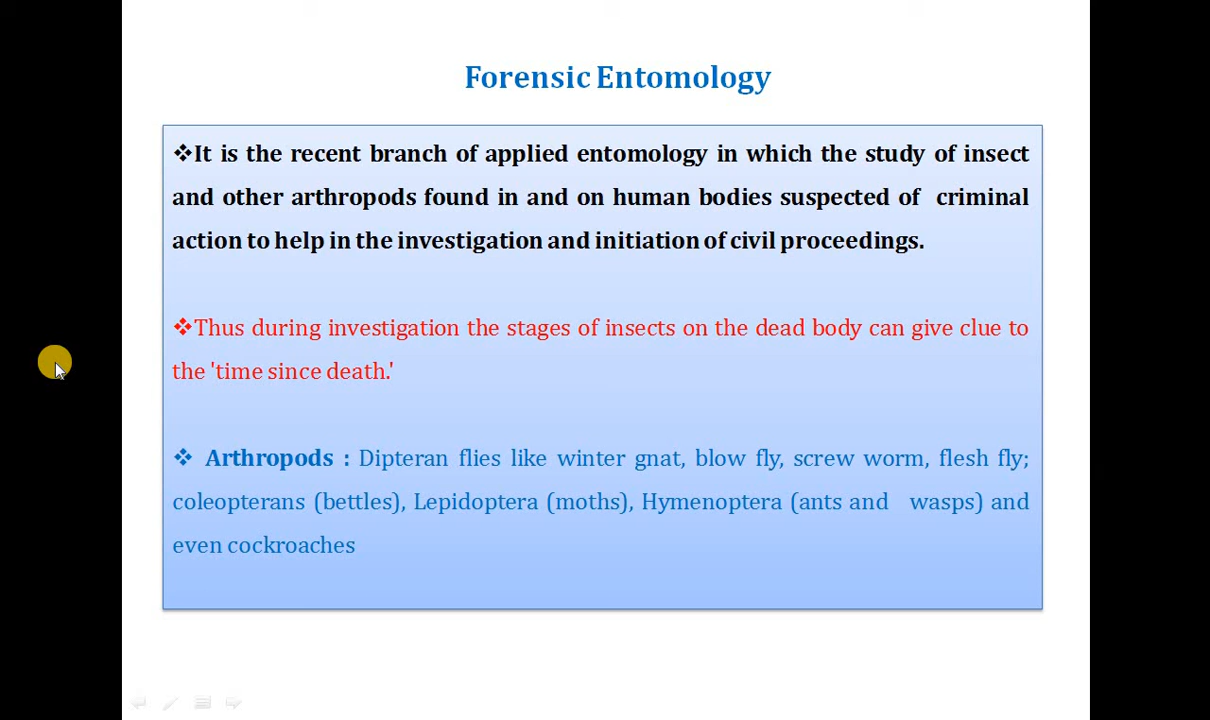 Forensic Entomology
❖It is the recent branch of applied entomology in which the study of insect
and other arthropods found in and on human bodies suspected of criminal
action to help in the investigation and initiation of civil proceedings.
❖Thus during investigation the stages of insects on the dead body can give clue to
the 'time since death.'
❖ Arthropods : Dipteran flies like winter gnat, blow fly, screw worm, flesh fly;
coleopterans (bettles), Lepidoptera (moths), Hymenoptera (ants and wasps) and
even cockroaches